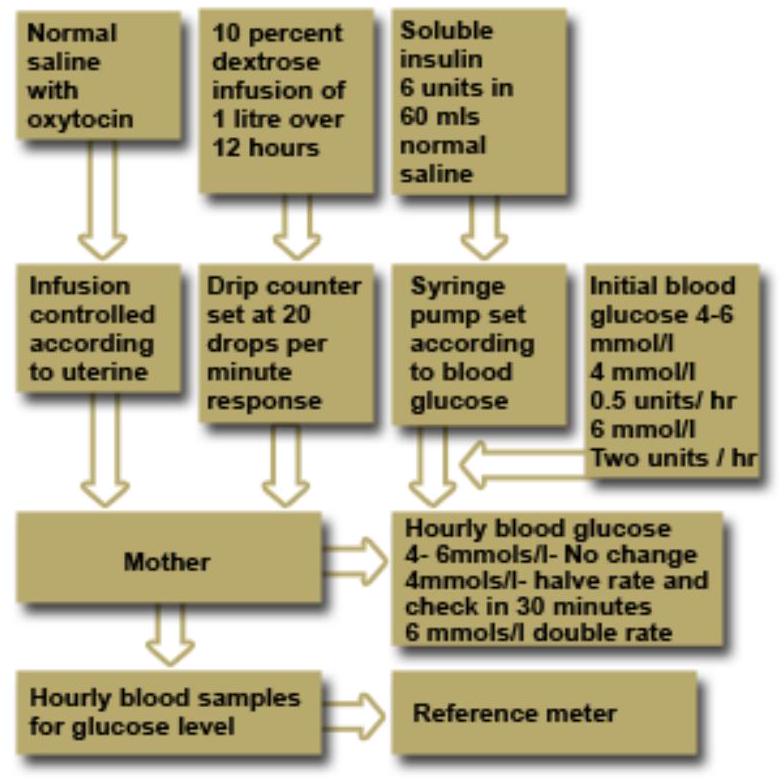 Normal
saline
with
oxytocin
10 percent
dextrose
infusion of
1 litre over
12 hours
Soluble
insulin
6 units in
60 mls
normal
saline
Infusion
controlled
according
to uterine
Drip counter
set at 20
drops per
minute
response
Syringe
pump set
according
to blood
glucose
Initial blood
glucose 4-6
mmol/l
4 mmol/l
0.5 units/ hr
6 mmol/l
Two units / hr
Mother
Hourly blood glucose
4- 6mmols/l- No change
4mmols/l- halve rate and
check in 30 minutes
6 mmols/l double rate
Hourly blood samples
for glucose level
Reference meter